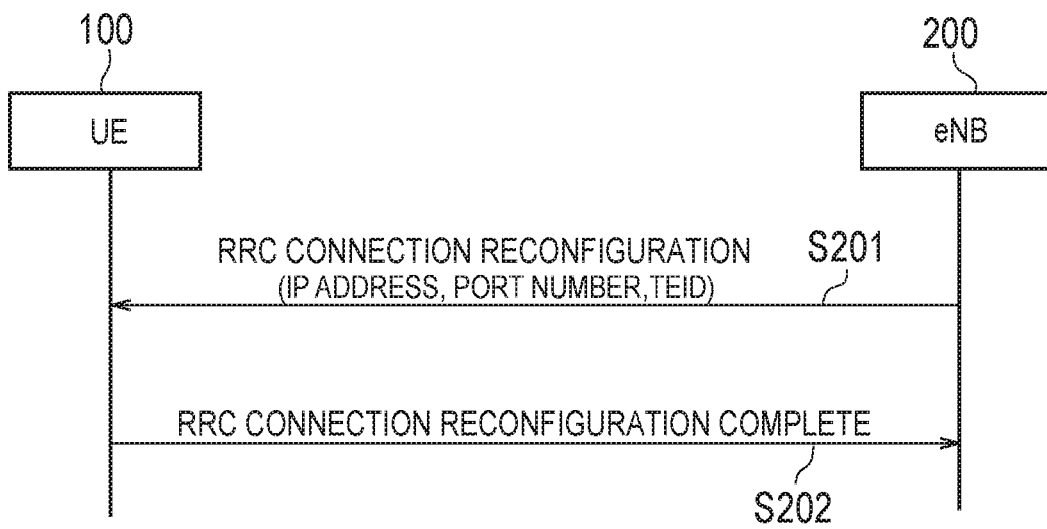 100
200
UE
eNB
RRC CONNECTION RECONFIGURATION
(IP ADDRESS, PORT NUMBER,TEID)
S201
RRC CONNECTION RECONFIGURATION COMPLETE
S202